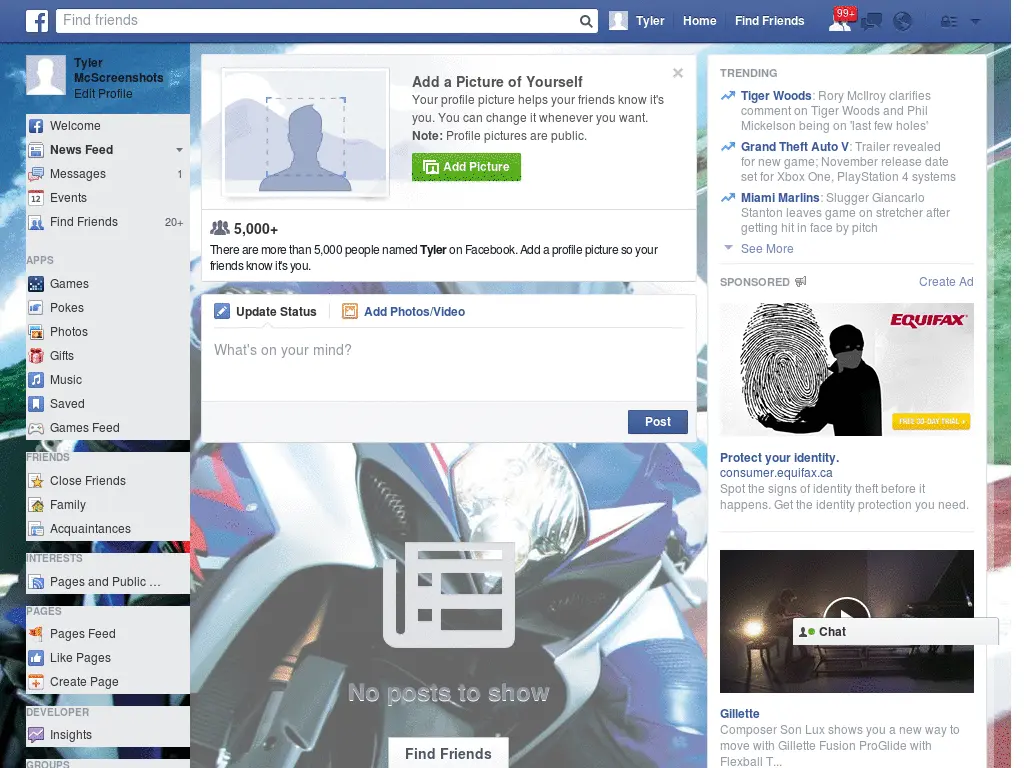 Find friends
Tyler
Home
Find Friends
99+
Tyler
McScreenshots
Edit Profile
Welcome
News Feed
Messages
1
Events
Find Friends
20+
APPS
Games
Pokes
Photos
Gifts
Music
Saved
Games Feed
FRIENDS
Close Friends
Family
Acquaintances
INTERESTS
Pages and Public ...
PAGES
Pages Feed
Like Pages
Create Page
DEVELOPER
Insights
GROUPS
Add a Picture of Yourself
Your profile picture helps your friends know it's
you. You can change it whenever you want.
Note: Profile pictures are public.
Add Picture
5,000+
There are more than 5,000 people named Tyler on Facebook. Add a profile picture so your
friends know it's you.
Update Status
Add Photos/Video
What's on your mind?
Post
No posts to show
Find Friends
TRENDING
Tiger Woods: Rory McIlroy clarifies
comment on Tiger Woods and Phil
Mickelson being on 'last few holes'
Grand Theft Auto V: Trailer revealed
for new game; November release date
set for Xbox One, PlayStation 4 systems
Miami Marlins: Slugger Giancarlo
Stanton leaves game on stretcher after
getting hit in face by pitch
See More
SPONSORED
Create Ad
EQUIFAX
FREE 30-DAY TRIAL
Protect your identity.
consumer.equifax.ca
Spot the signs of identity theft before it
happens. Get the identity protection you need.
Chat
Gillette
Composer Son Lux shows you a new way to
move with Gillette Fusion ProGlide with
Flexball T...